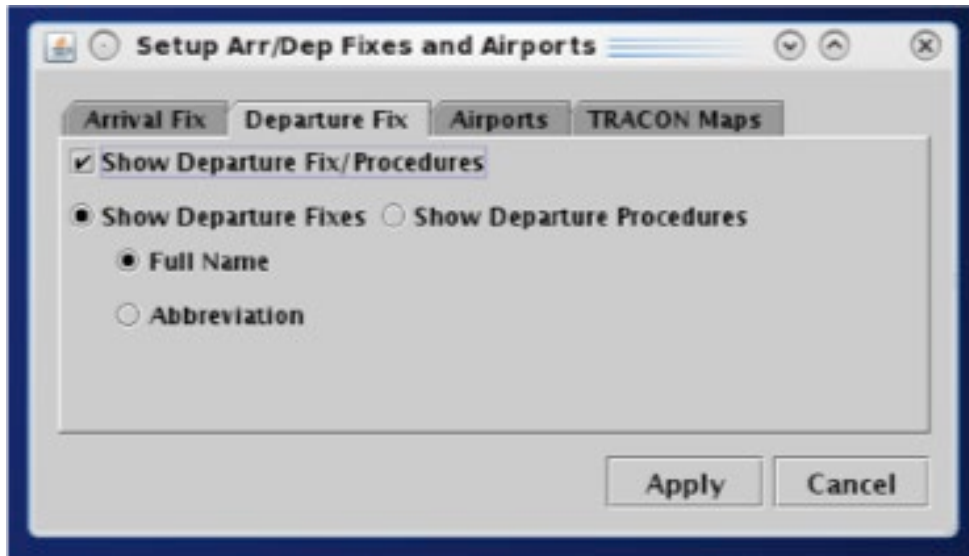 Setup Arr/Dep Fixes and Airports
Arrival Fix Departure Fix Airports TRACON Maps
Show Departure Fix/Procedures
Show Departure Fixes Show Departure Procedures
Full Name
Abbreviation
Apply Cancel